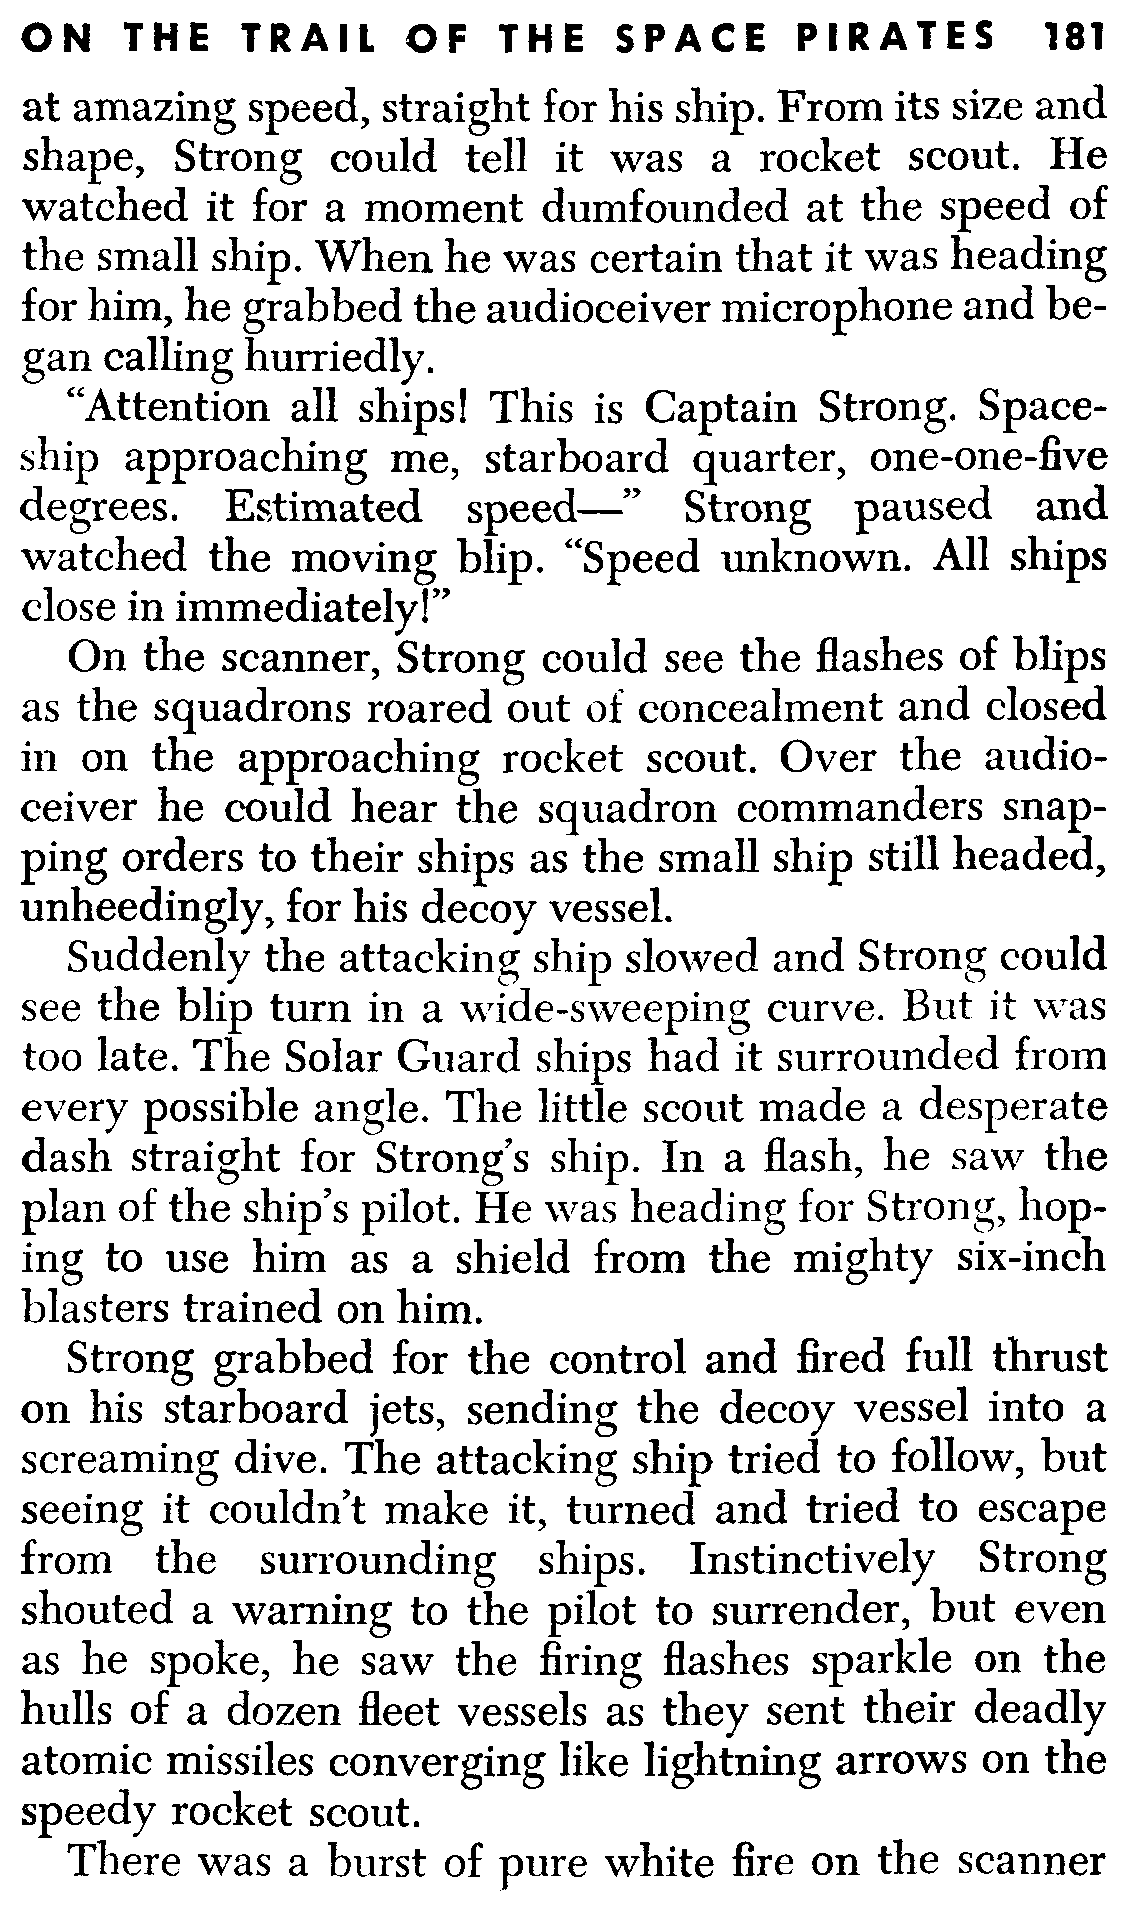 ON THE TRAIL OF THE SPACE PIRATES 181
at amazing speed, straight for his ship. From its size and
shape, Strong could tell it was a rocket scout. He
watched it for a moment dumfounded at the speed of
the small ship. When he was certain that it was heading
for him, he grabbed the audioceiver microphone and be-
gan calling hurriedly.
“Attention all ships! This is Captain Strong. Space-
ship approaching me, starboard quarter, one-one-five
degrees. Estimated speed—” Strong paused and
watched the moving blip. “Speed unknown. All ships
close in immediately!”
On the scanner, Strong could see the flashes of blips
as the squadrons roared out of concealment and closed
in on the approaching rocket scout. Over the audio-
ceiver he could hear the squadron commanders snap-
ping orders to their ships as the small ship still headed,
unheedingly, for his decoy vessel.
Suddenly the attacking ship slowed and Strong could
see the blip turn in a wide-sweeping curve. But it was
too late. The Solar Guard ships had it surrounded from
every possible angle. The little scout made a desperate
dash straight for Strong’s ship. In a flash, he saw the
plan of the ship’s pilot. He was heading for Strong, hop-
ing to use him as a shield from the mighty six-inch
blasters trained on him.
Strong grabbed for the control and fired full thrust
on his starboard jets, sending the decoy vessel into a
screaming dive. The attacking ship tried to follow, but
seeing it couldn’t make it, turned and tried to escape
from the surrounding ships. Instinctively Strong
shouted a warning to the pilot to surrender, but even
as he spoke, he saw the firing flashes sparkle on the
hulls of a dozen fleet vessels as they sent their deadly
atomic missiles converging like lightning arrows on the
speedy rocket scout.
There was a burst of pure white fire on the scanner